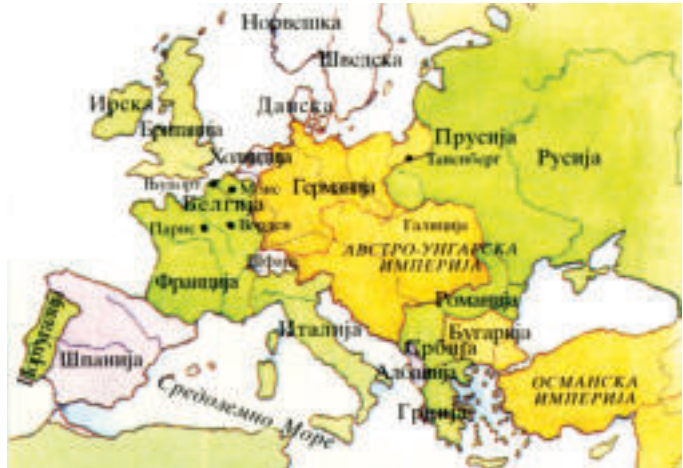 Норвешка
Шведска
Данска
Ирска
Британија
Холандија
Прусија
Таненберг
Русија
Германија
Монс
Белгија
Париз
Верден
Галиција
АВСТРО-УНГАРСКА
ИМПЕРИЈА
Франција
Романија
Италија
Србија
Бугарија
Португалија
Шпанија
Албанија
ОСМАНСКА
ИМПЕРИЈА
Грција
Средоземно Море